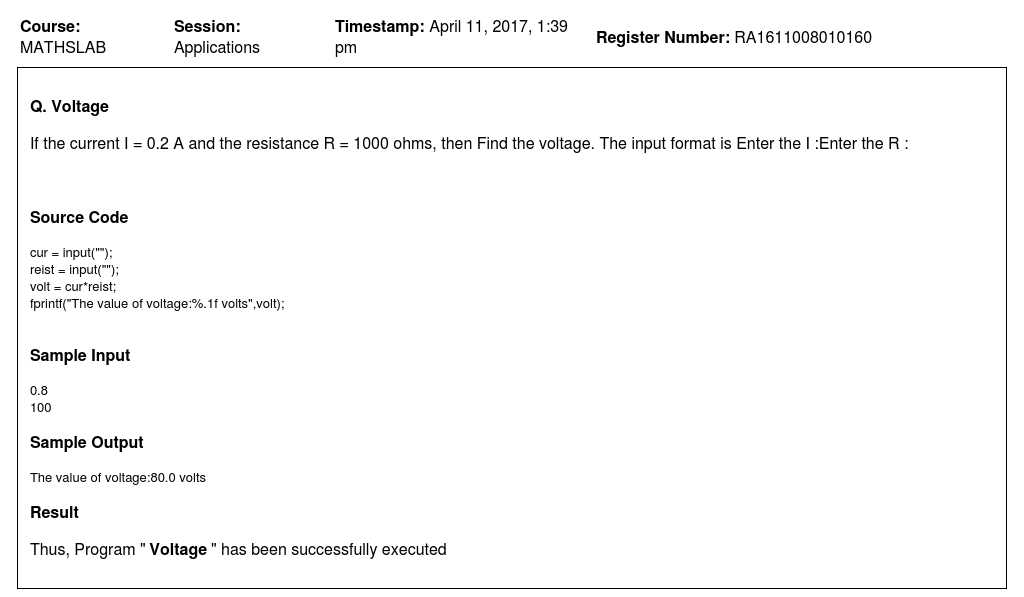 Course:
MATHSLAB
Session:
Applications
Timestamp: April 11, 2017, 1:39
pm
Register Number: RA1611008010160
Q. Voltage
If the current I = 0.2 A and the resistance R = 1000 ohms, then Find the voltage. The input format is Enter the I :Enter the R :
Source Code
cur = input("");
reist = input("");
volt = cur*reist;
fprintf("The value of voltage:%.1f volts",volt);
Sample Input
0.8
100
Sample Output
The value of voltage:80.0 volts
Result
Thus, Program " Voltage " has been successfully executed